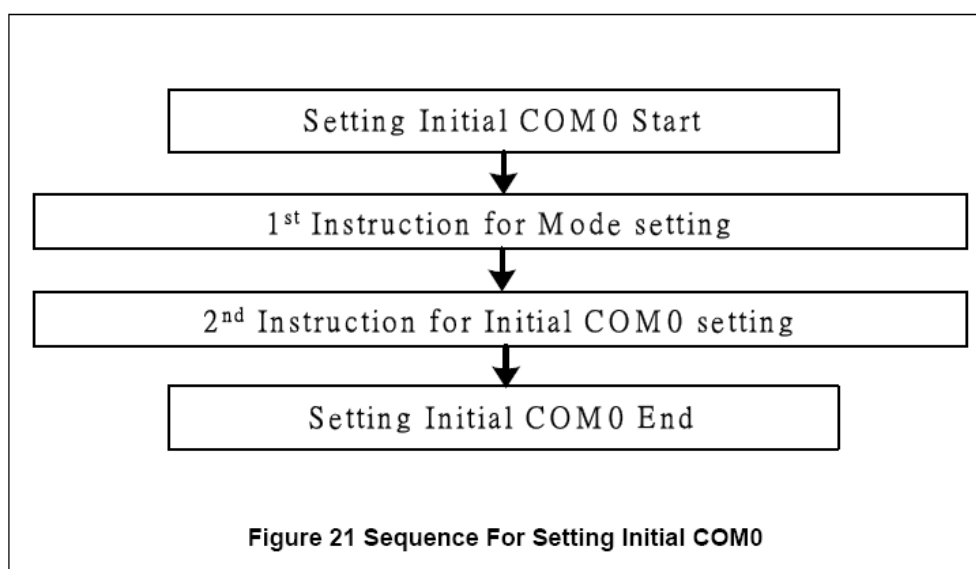 Setting Initial COM0 Start
1st Instruction for Mode setting
2nd Instruction for Initial COM0 setting
Setting Initial COM0 End
Figure 21 Sequence For Setting Initial COM0